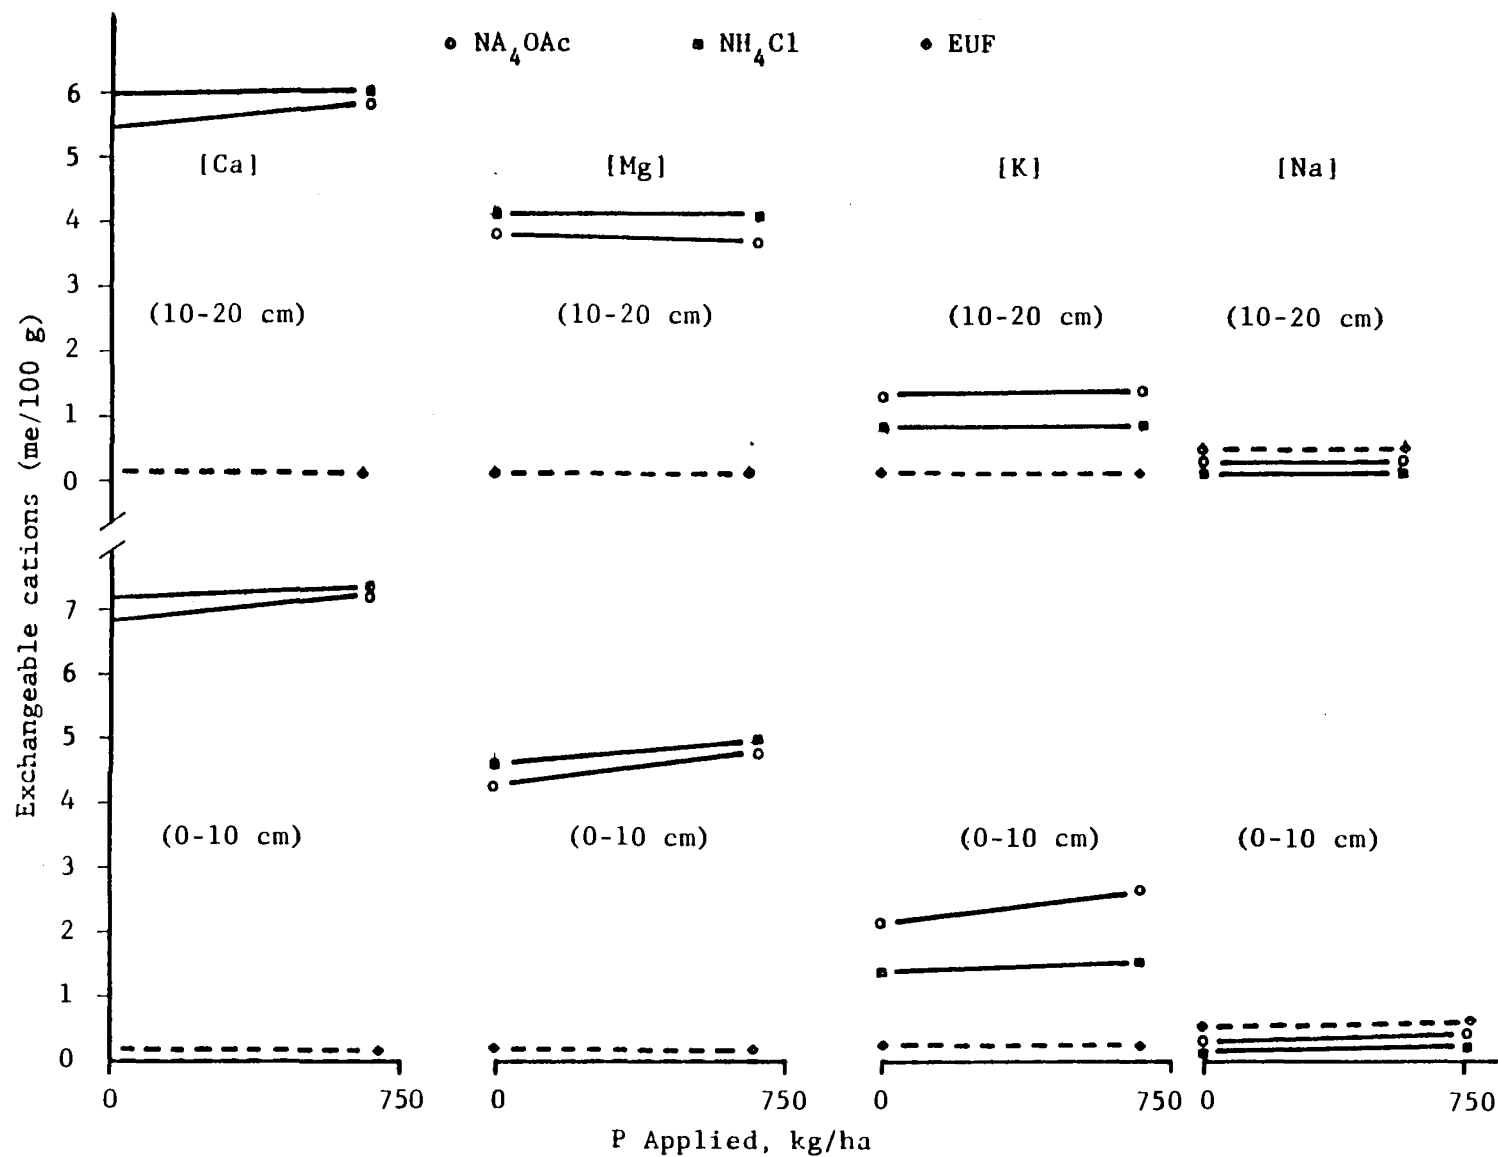 NA4OAc NH4Cl EUF
6
5
[Ca] [Mg] [K] [Na]
4
3
(10-20 cm) (10-20 cm) (10-20 cm) (10-20 cm)
2
1
0
Exchangeable cations (me/100 g)
7
6
5
4
(0-10 cm) (0-10 cm) (0-10 cm) (0-10 cm)
3
2
1
0
0 750 0 750 0 750 0 750
P Applied, kg/ha